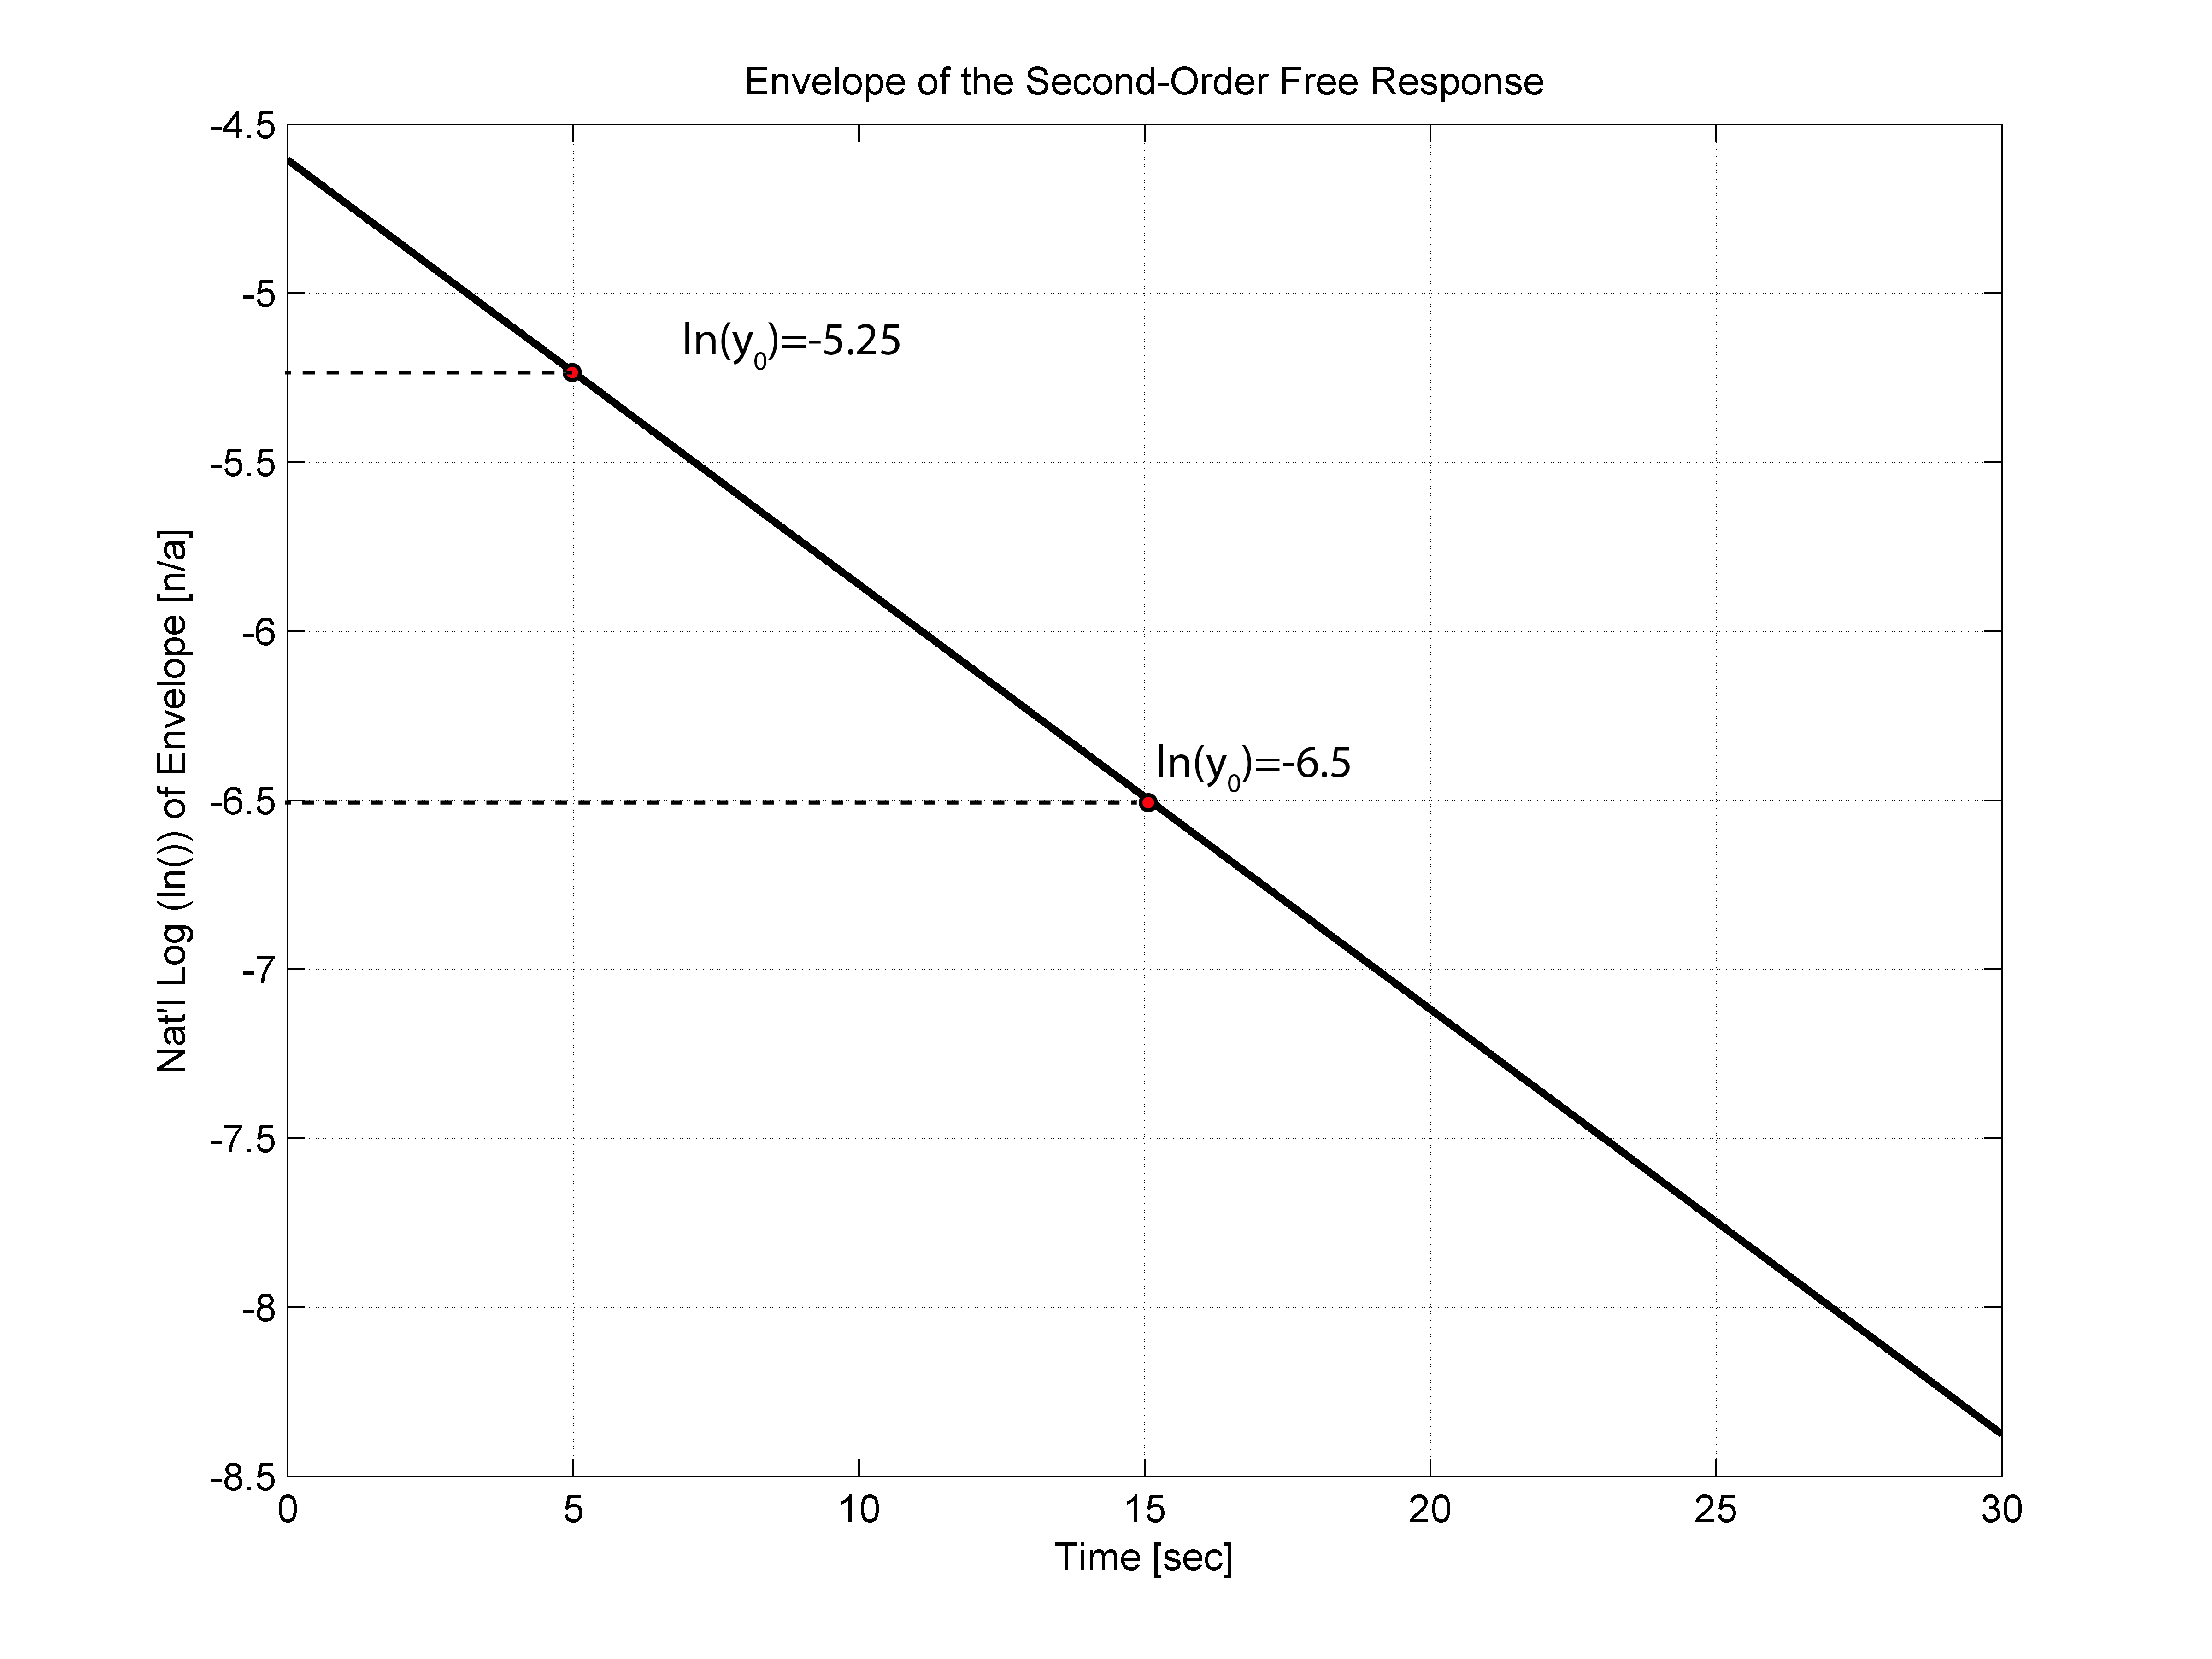 Envelope of the Second-Order Free Response
-4.5
-5
ln(y0)=-5.25
-5.5
-6
ln(y0)=-6.5
-6.5
-7
-7.5
-8
-8.5
Nat'l Log (ln()) of Envelope [n/a]
0 5 10 15 20 25 30
Time [sec]